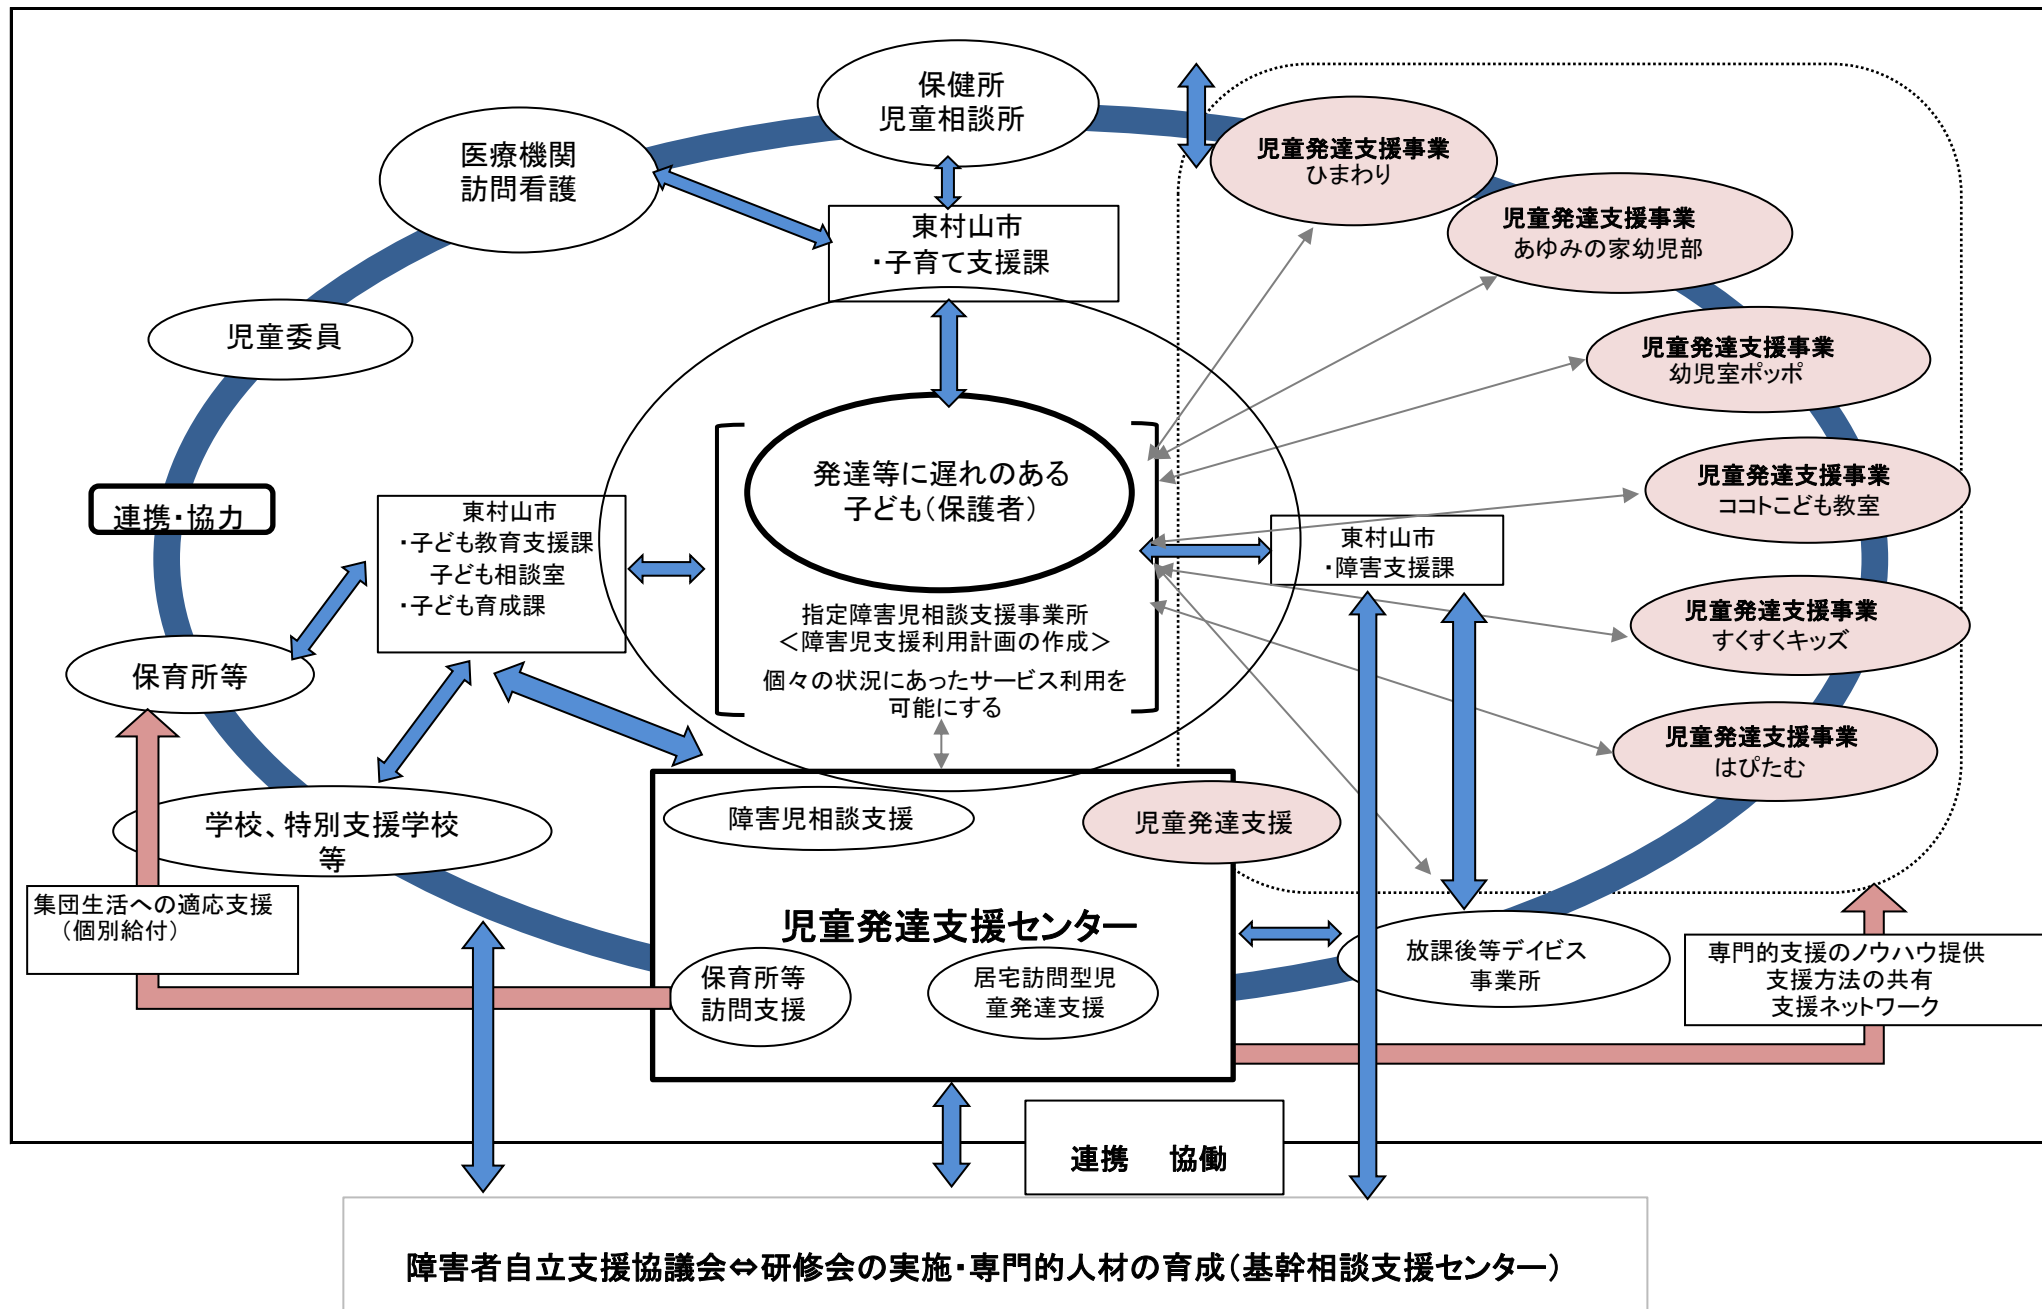 保健所
児童相談所
医療機関
訪問看護
児童発達支援事業
ひまわり
児童発達支援事業
あゆみの家幼児部
東村山市
・子育て支援課
児童委員
児童発達支援事業
幼児室ポッポ
発達等に遅れのある
子ども(保護者)
児童発達支援事業
ココトこども教室
連携・協力
東村山市
・子ども教育支援課
子ども相談室
・子ども育成課
東村山市
・障害支援課
指定障害児相談支援事業所
<障害児支援利用計画の作成>
個々の状況にあったサービス利用を
可能にする
児童発達支援事業
すくすくキッズ
保育所等
児童発達支援事業
はぴたむ
学校、特別支援学校
等
障害児相談支援
児童発達支援
集団生活への適応支援
(個別給付)
児童発達支援センター
保育所等
訪問支援
居宅訪問型児
童発達支援
放課後等デイビス
事業所
専門的支援のノウハウ提供
支援方法の共有
支援ネットワーク
連携 協働
障害者自立支援協議会⇔研修会の実施・専門的人材の育成(基幹相談支援センター)